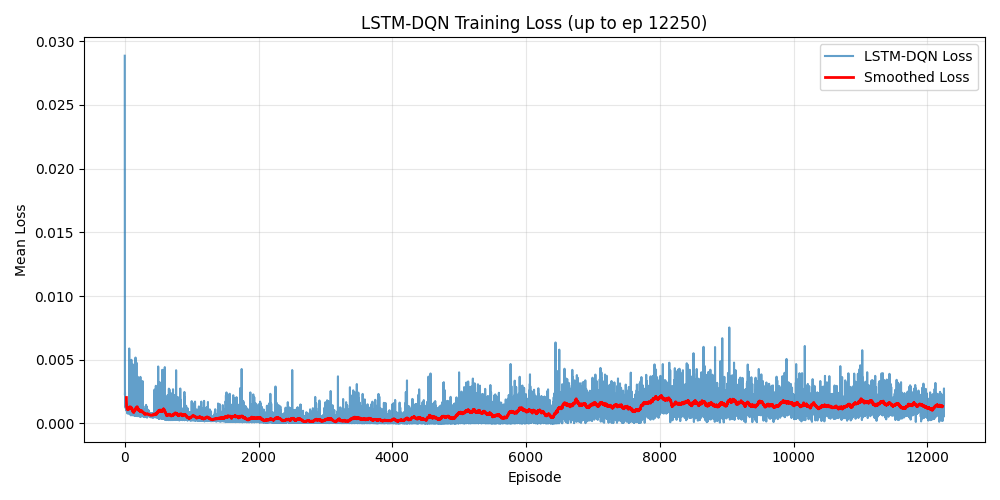 LSTM-DQN Training Loss (up to ep 12250)
LSTM-DQN Loss
Smoothed Loss
Mean Loss
0.030
0.025
0.020
0.015
0.010
0.005
0.000
0 2000 4000 6000 8000 10000 12000
Episode